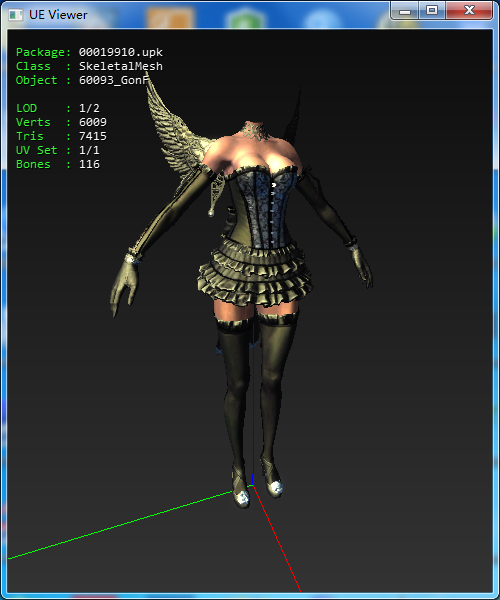 UE Viewer
Package: 00019910.upk
Class : SkeletalMesh
Object : 60093_GonF
LOD : 1/2
Verts : 6009
Tris : 7415
UV Set : 1/1
Bones : 116